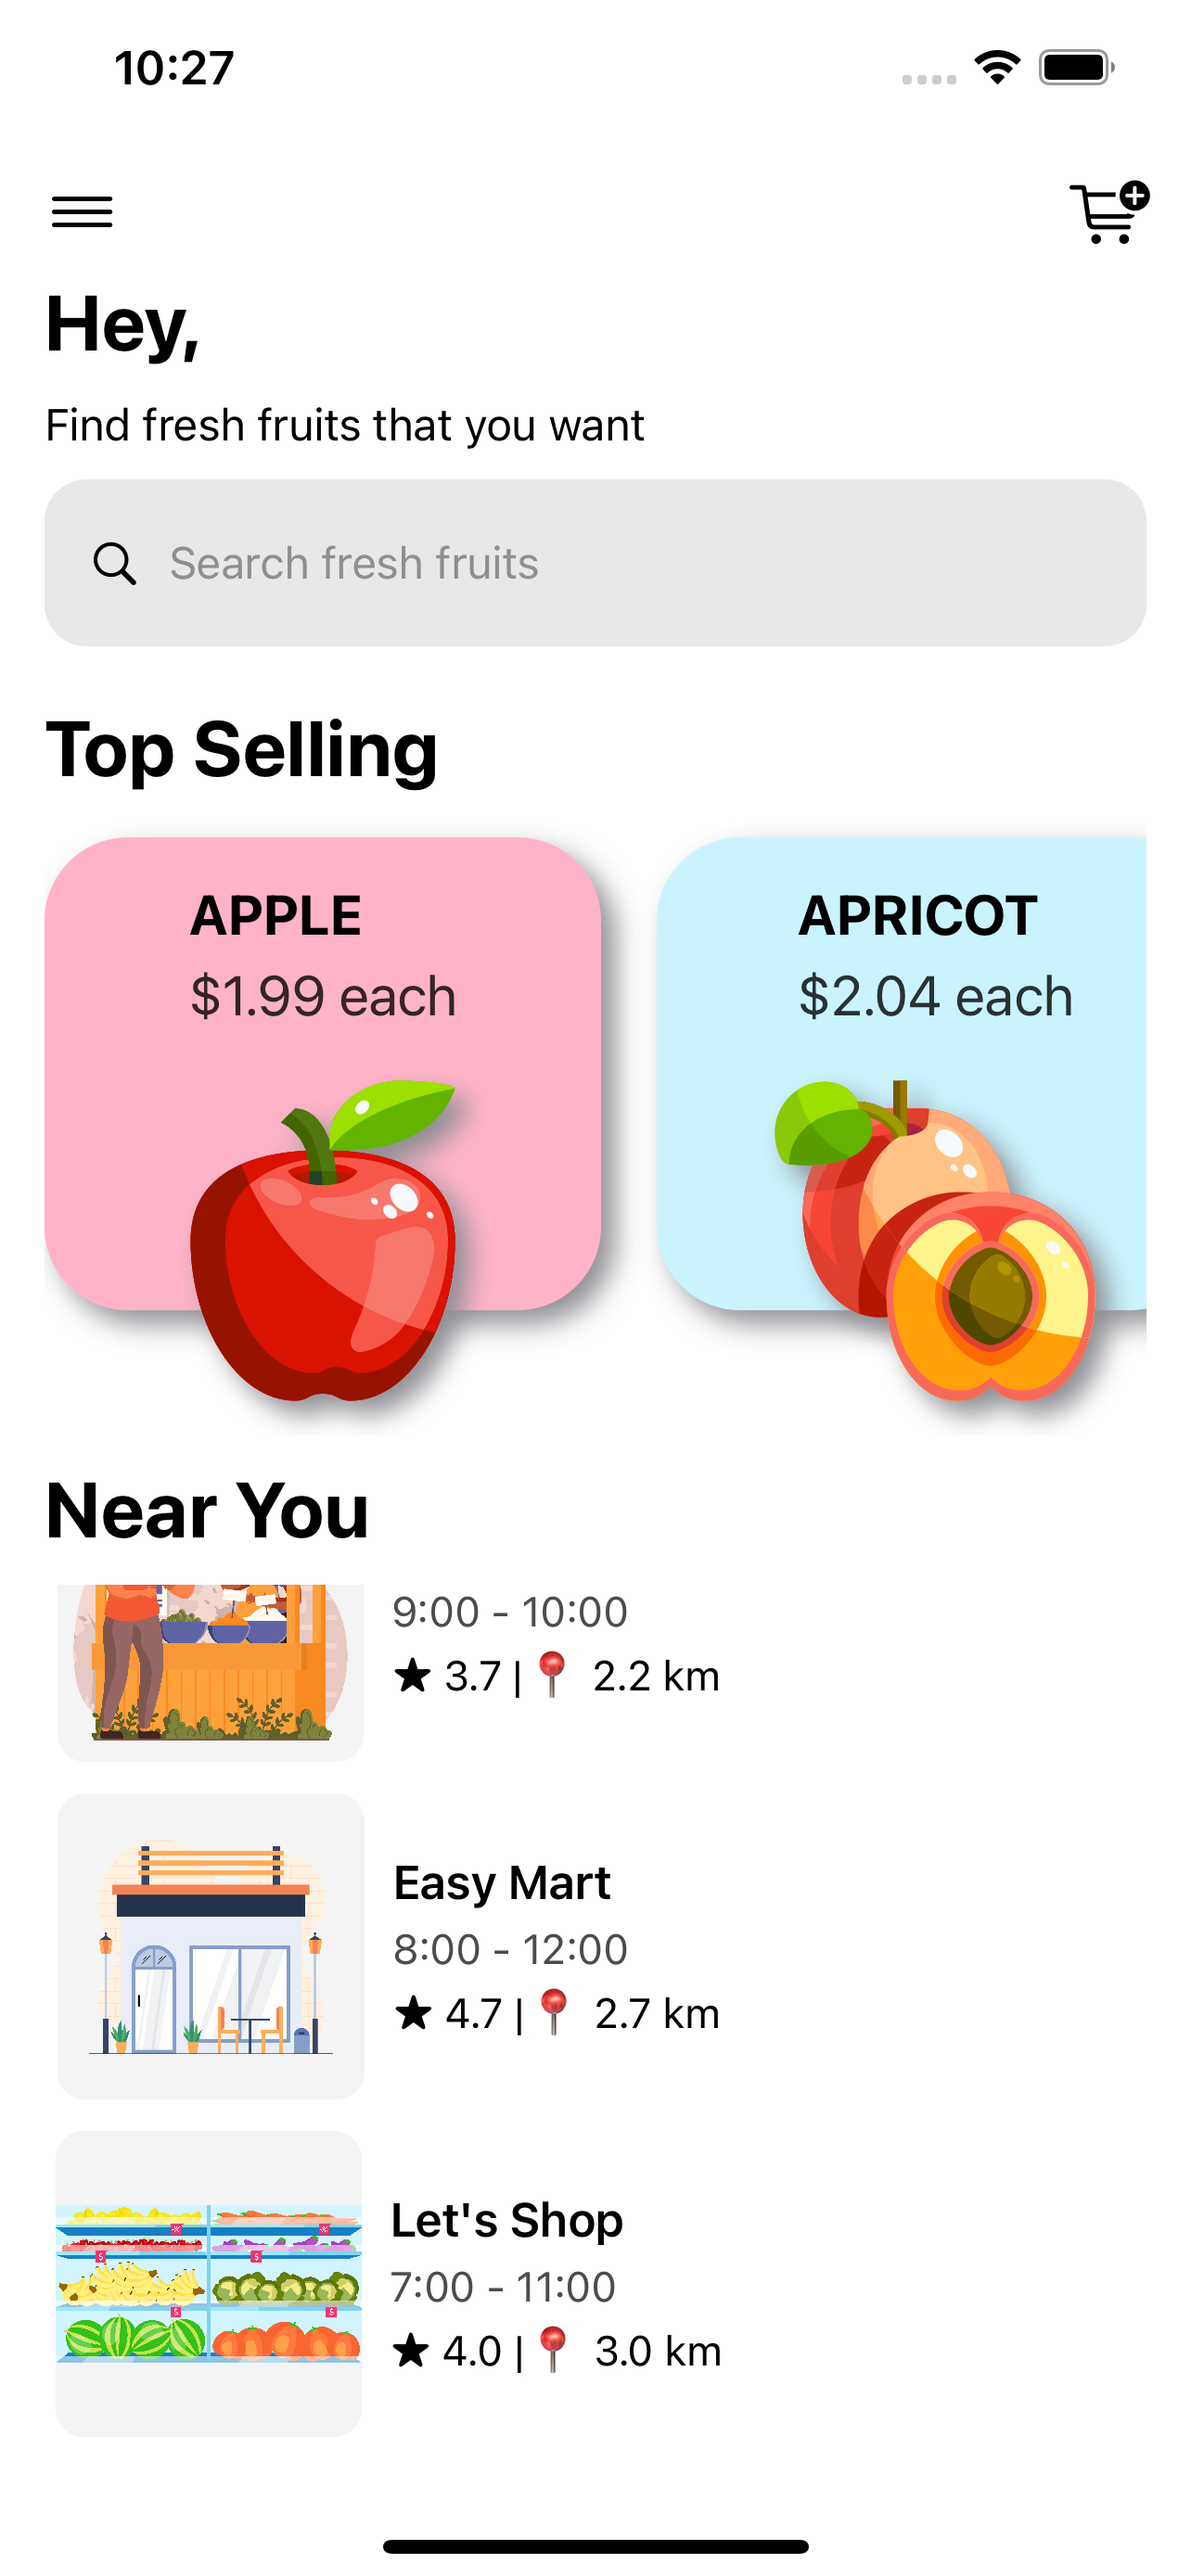 10:27
Hey,
Find fresh fruits that you want
Search fresh fruits
Top Selling
APPLE
$1.99 each
APRICOT
$2.04 each
Near You
9:00 - 10:00
★ 3.7 |📍 2.2 km
Easy Mart
8:00 - 12:00
★ 4.7 |📍 2.7 km
Let's Shop
7:00 - 11:00
★ 4.0 |📍 3.0 km